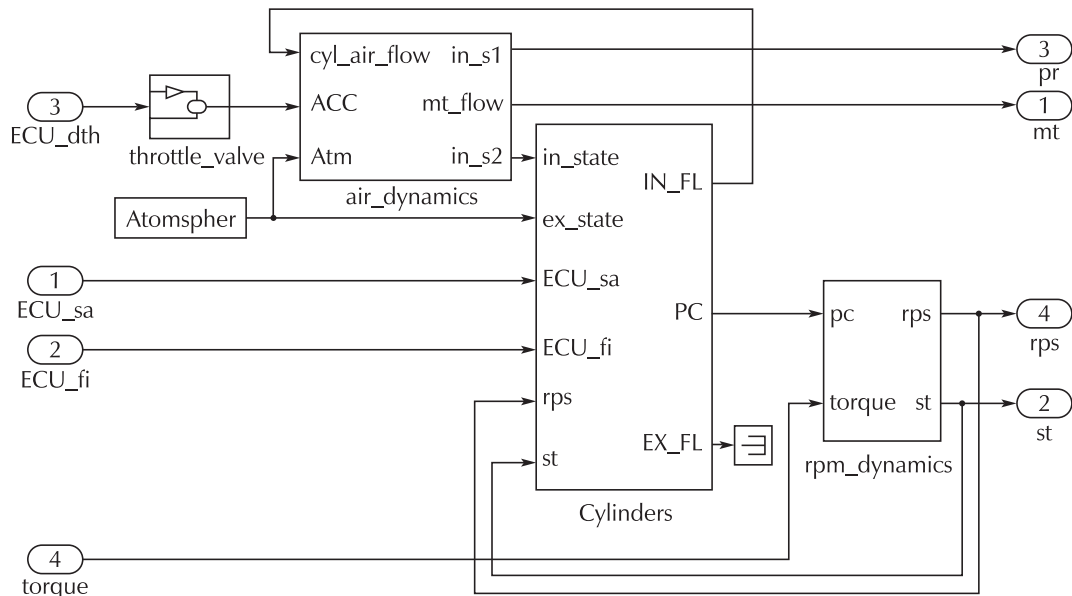 cyl_air_flow in_s1
3
pr
3
ECU_dth
throttle_valve
ACC mt_flow
1
mt
Atm in_s2
air_dynamics
in_state
IN_FL
Atomspher
ex_state
1
ECU_sa
ECU_sa
PC
pc rps
4
rps
2
ECU_fi
ECU_fi
rps
torque st
2
st
EX_FL
st
rpm_dynamics
Cylinders
4
torque